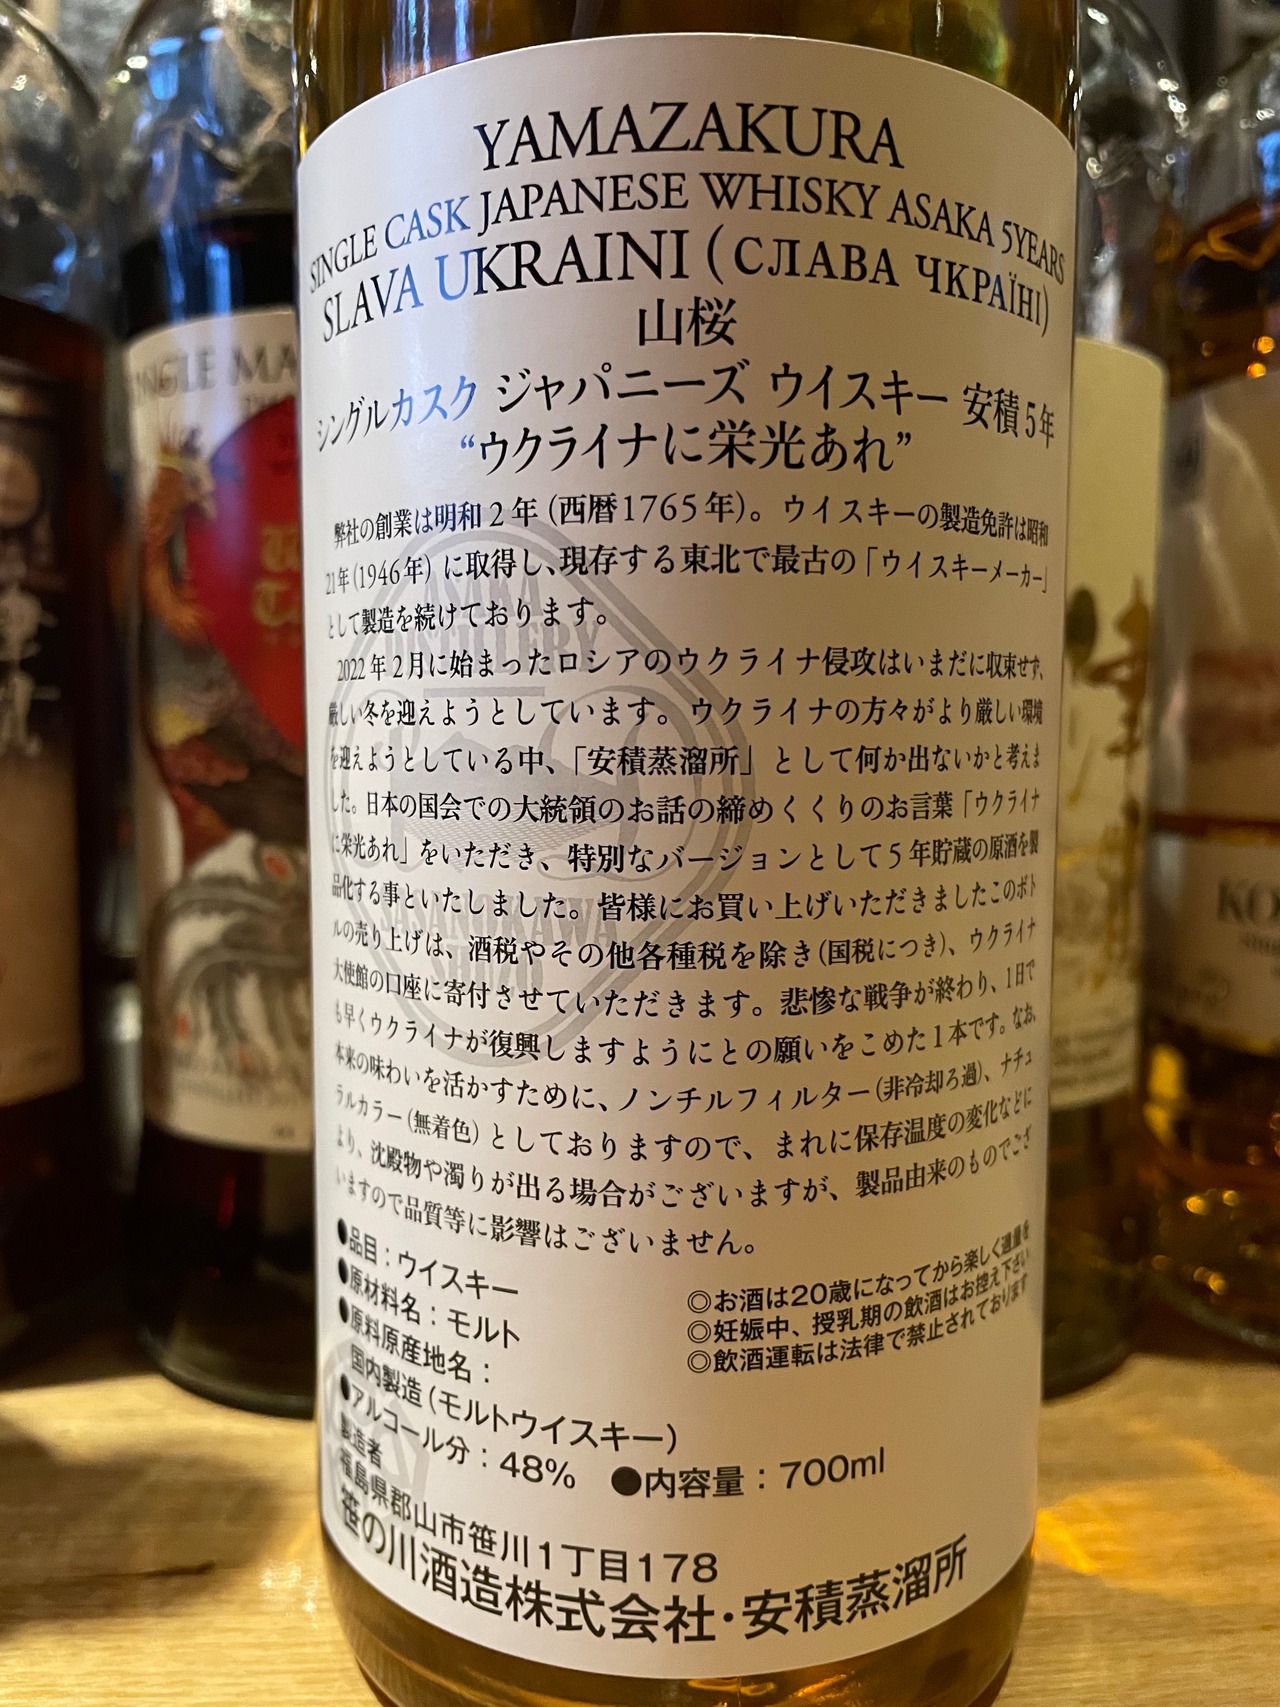 YAMAZAKURA
SINGLE CASK JAPANESE WHISKY ASAKA 5YEARS
SLAVA UKRAINI (СЛАВА ЧКРАЇНІ)
山桜
シングルカスク ジャパニーズ ウイスキー 安積5年
“ウクライナに栄光あれ”
弊社の創業は明和2年(西暦1765年)。ウイスキーの製造免許は昭和
21年(1946年)に取得し、現存する東北で最古の「ウイスキーメーカー」
として製造を続けております。
2022年2月に始まったロシアのウクライナ侵攻はいまだに収束せず、
厳しい冬を迎えようとしています。ウクライナの方々がより厳しい環境
を迎えようとしている中、「安積蒸溜所」として何か出ないかと考えま
した。日本の国会での大統領のお話の締めくくりのお言葉「ウクライナ
に栄光あれ」をいただき、特別なバージョンとして5年貯蔵の原酒を製
品化する事といたしました。皆様にお買い上げいただきましたこのボト
ルの売り上げは、酒税やその他各種税を除き(国税につき)、ウクライナ
大使館の口座に寄付させていただきます。悲惨な戦争が終わり、1日で
も早くウクライナが復興しますようにとの願いをこめた1本です。なお、
本来の味わいを活かすために、ノンチルフィルター(非冷却ろ過)、ナチュ
ラルカラー(無着色)としておりますので、まれに保存温度の変化などに
より、沈殿物や濁りが出る場合がございますが、製品由来のものでござ
いますので品質等に影響はございません。
●品目:ウイスキー
●原材料名:モルト
●原料原産地名:
国内製造(モルトウイスキー)
●アルコール分:48% ●内容量:700ml
◎お酒は20歳になってから楽しく適量を
◎妊娠中、授乳期の飲酒はお控え下さい
◎飲酒運転は法律で禁止されております
製造者
福島県郡山市笹川1丁目178
笹の川酒造株式会社・安積蒸溜所
ASAKA
DISTILLERY
SASANOKAWA
SHUZO